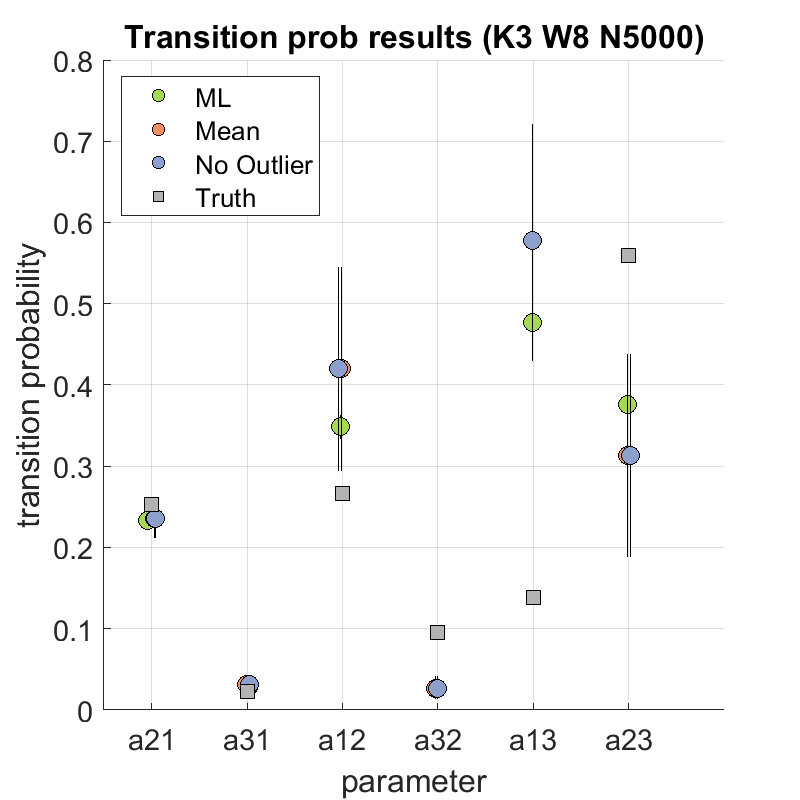 Transition prob results (K3 W8 N5000)
ML
Mean
No Outlier
Truth
transition probability
0.8
0.7
0.6
0.5
0.4
0.3
0.2
0.1
0
a21 a31 a12 a32 a13 a23
parameter